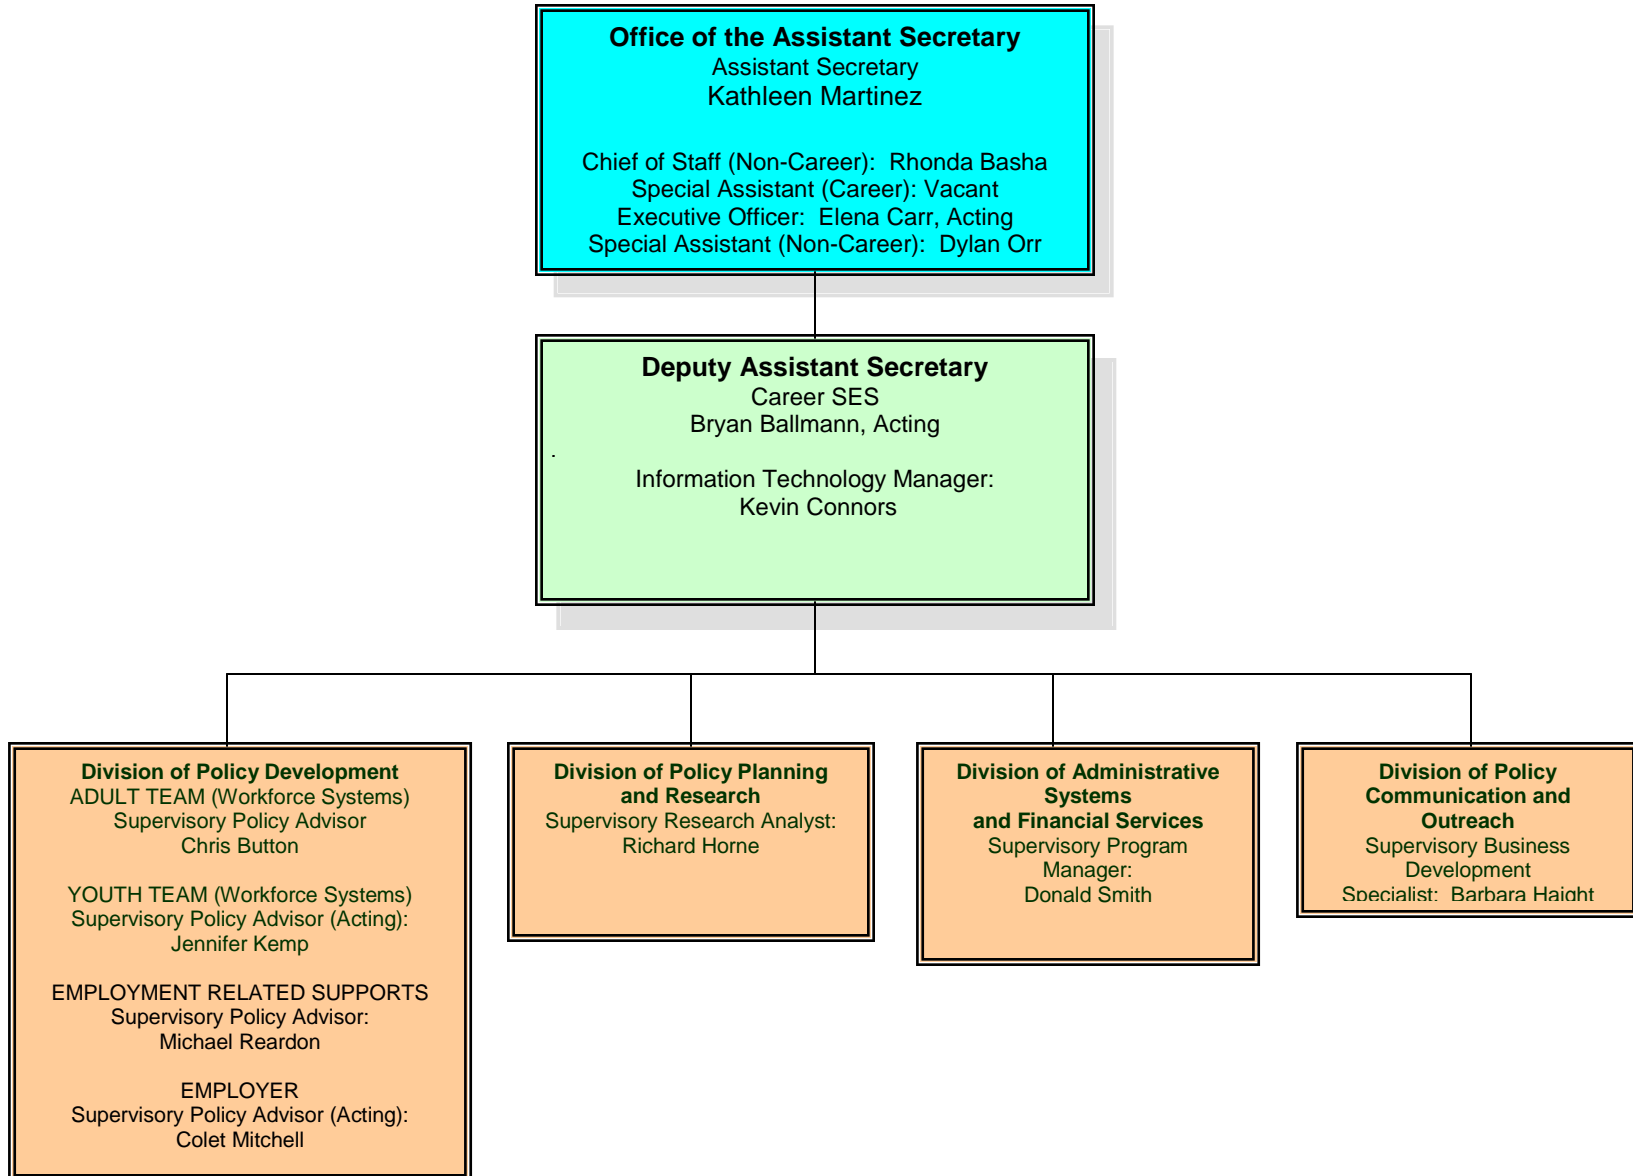 Office of the Assistant Secretary
Assistant Secretary
Kathleen Martinez
Chief of Staff (Non-Career): Rhonda Basha
Special Assistant (Career): Vacant
Executive Officer: Elena Carr, Acting
Special Assistant (Non-Career): Dylan Orr
Deputy Assistant Secretary
Career SES
Bryan Ballmann, Acting
.
Information Technology Manager:
Kevin Connors
Division of Policy Development
ADULT TEAM (Workforce Systems)
Supervisory Policy Advisor
Chris Button
YOUTH TEAM (Workforce Systems)
Supervisory Policy Advisor (Acting):
Jennifer Kemp
EMPLOYMENT RELATED SUPPORTS
Supervisory Policy Advisor:
Michael Reardon
EMPLOYER
Supervisory Policy Advisor (Acting):
Colet Mitchell
Division of Policy Planning
and Research
Supervisory Research Analyst:
Richard Horne
Division of Administrative
Systems
and Financial Services
Supervisory Program
Manager:
Donald Smith
Division of Policy
Communication and
Outreach
Supervisory Business
Development
Specialist: Barbara Haight